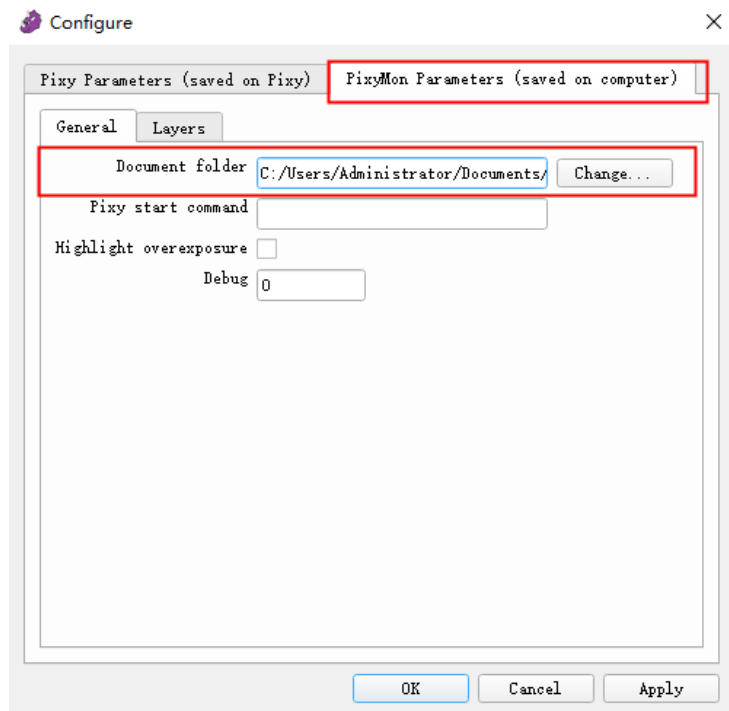 Configure
Pixy Parameters (saved on Pixy) PixyMon Parameters (saved on computer)
General Layers
Document folder C:/Users/Administrator/Documents/ Change...
Pixy start command
Highlight overexposure
Debug 0
OK Cancel Apply